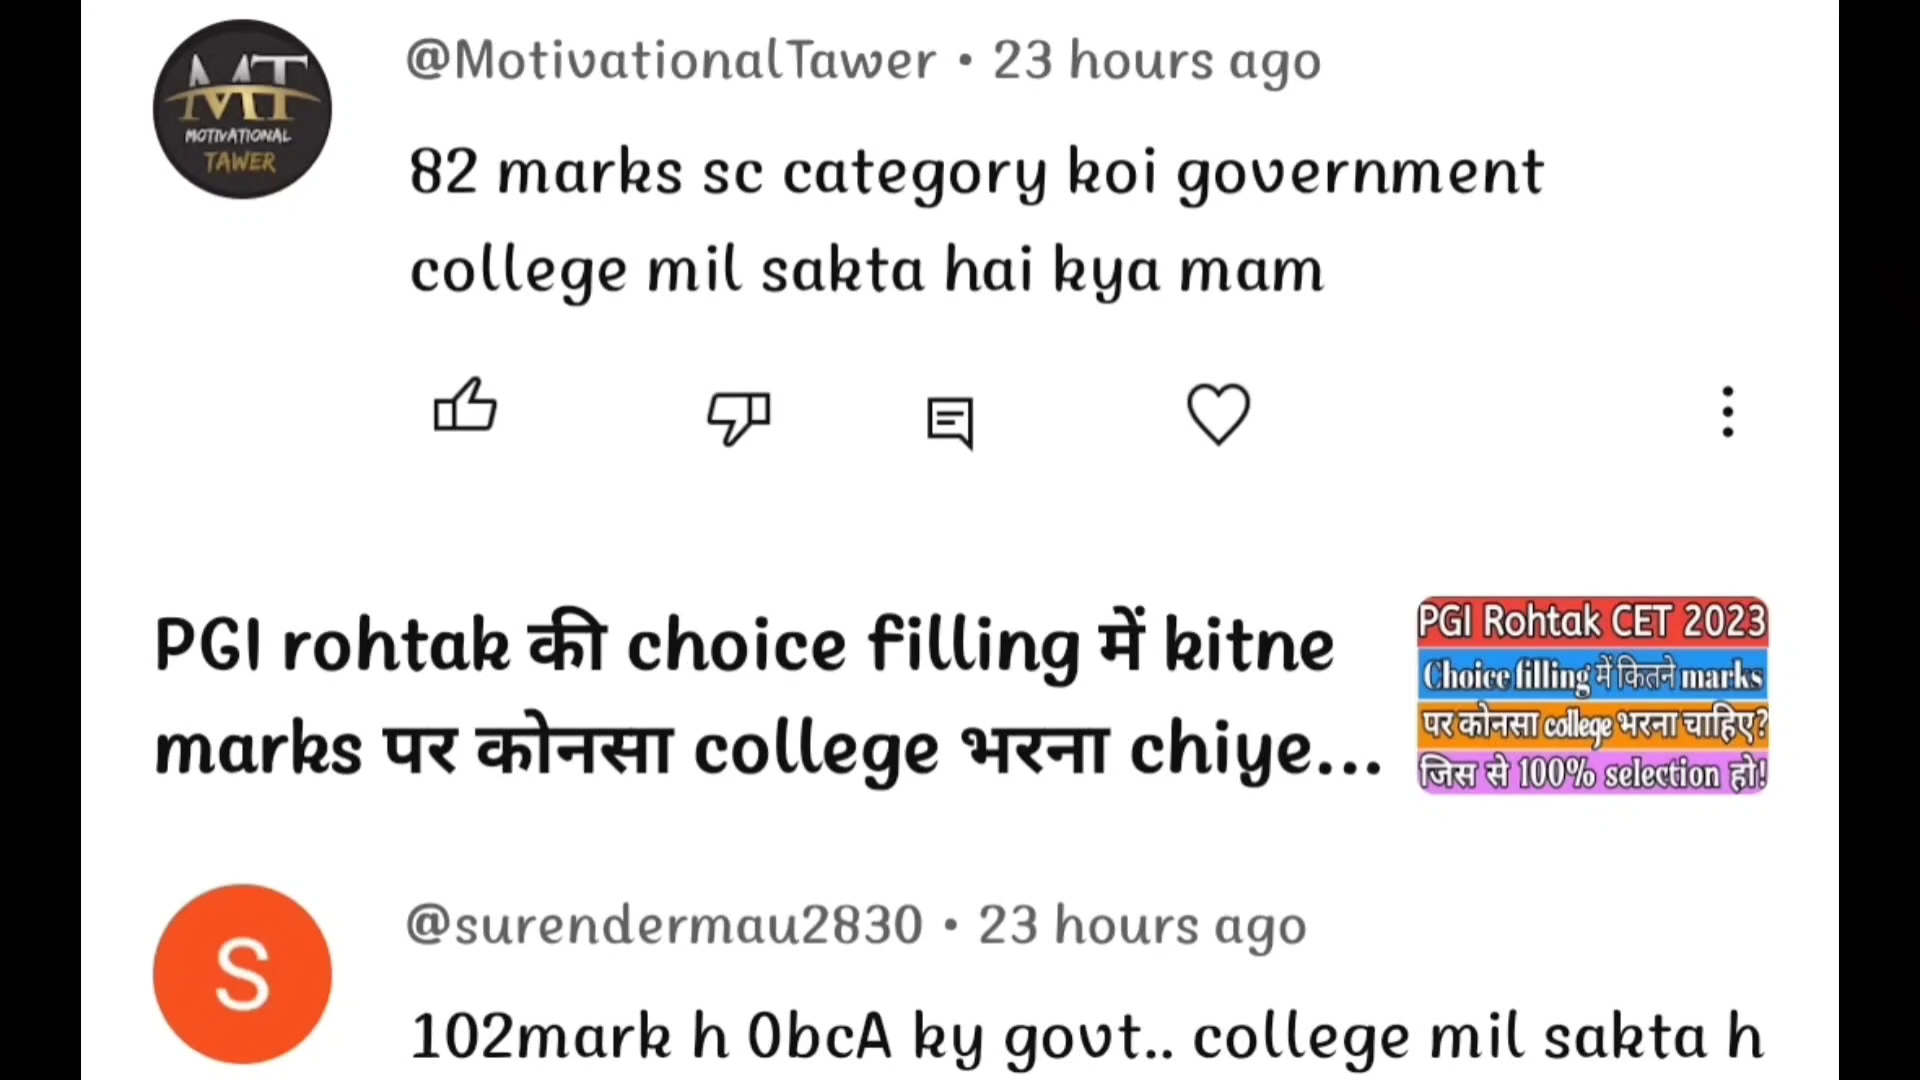 MT
MOTIVATIONAL
TAWER
@MotivationalTawer • 23 hours ago
82 marks sc category koi government
college mil sakta hai kya mam
PGI rohtak की choice filling में kitne
marks पर कोनसा college भरना chiye...
PGI Rohtak CET 2023
Choice filling में कितने marks
पर कोनसा college भरना चाहिए?
जिस से 100% selection हो!
S
@surendermau2830 • 23 hours ago
102mark h ObcA ky govt.. college mil sakta h